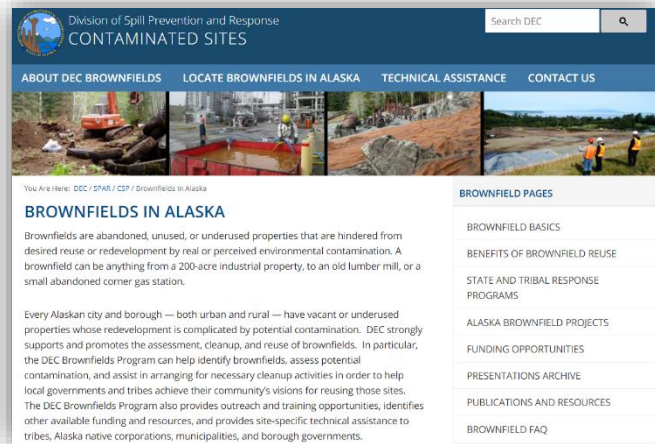 Division of Spill Prevention and Response
CONTAMINATED SITES
Search DEC
ABOUT DEC BROWNFIELDS LOCATE BROWNFIELDS IN ALASKA TECHNICAL ASSISTANCE CONTACT US
You Are Here: DEC / SPAR / CSP / Brownfields In Alaska
BROWNFIELDS IN ALASKA
Brownfields are abandoned, unused, or underused properties that are hindered from
desired reuse or redevelopment by real or perceived environmental contamination. A
brownfield can be anything from a 200-acre industrial property, to an old lumber mill, or a
small abandoned corner gas station.
Every Alaskan city and borough — both urban and rural — have vacant or underused
properties whose redevelopment is complicated by potential contamination. DEC strongly
supports and promotes the assessment, cleanup, and reuse of brownfields. In particular,
the DEC Brownfields Program can help identify brownfields, assess potential
contamination, and assist in arranging for necessary cleanup activities in order to help
local governments and tribes achieve their community's visions for reusing those sites.
The DEC Brownfields Program also provides outreach and training opportunities, identifies
other available funding and resources, and provides site-specific technical assistance to
tribes, Alaska native corporations, municipalities, and borough governments.
BROWNFIELD PAGES
BROWNFIELD BASICS
BENEFITS OF BROWNFIELD REUSE
STATE AND TRIBAL RESPONSE
PROGRAMS
ALASKA BROWNFIELD PROJECTS
FUNDING OPPORTUNITIES
PRESENTATIONS ARCHIVE
PUBLICATIONS AND RESOURCES
BROWNFIELD FAQ